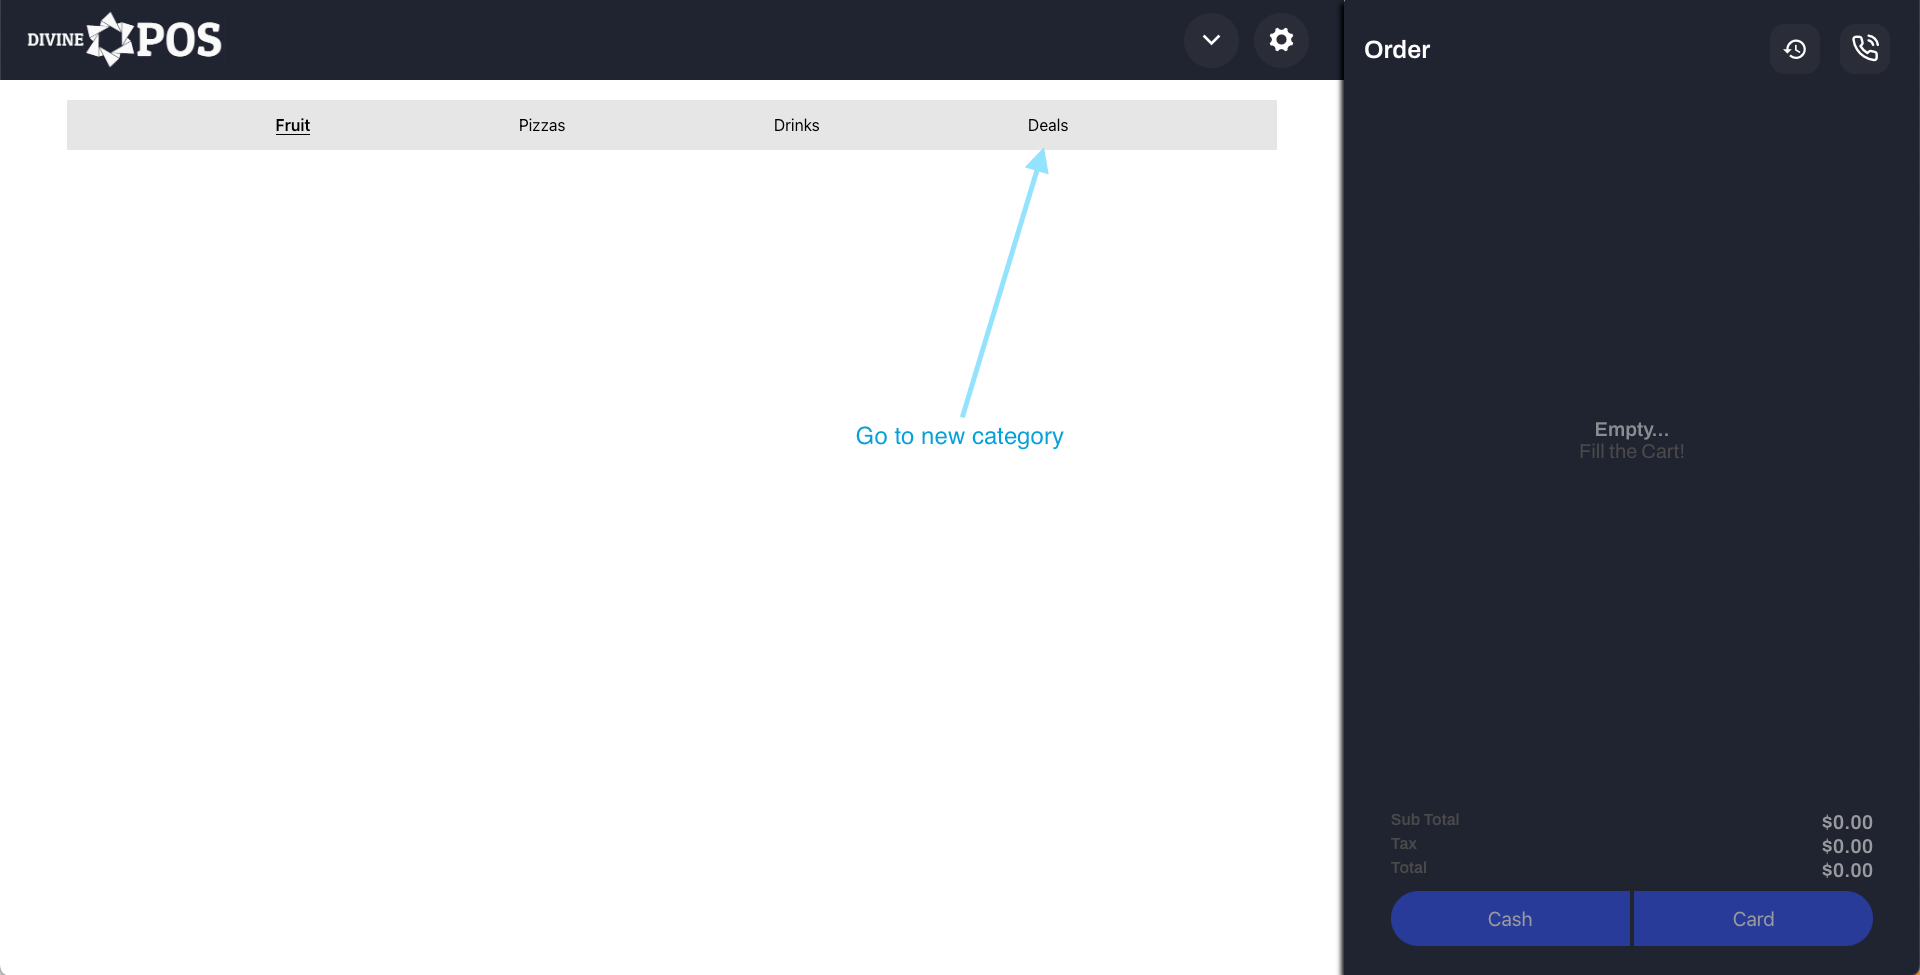 DIVINE POS
Order
Fruit Pizzas Drinks Deals
Go to new category
Empty...
Fill the Cart!
Sub Total $0.00
Tax $0.00
Total $0.00
Cash Card